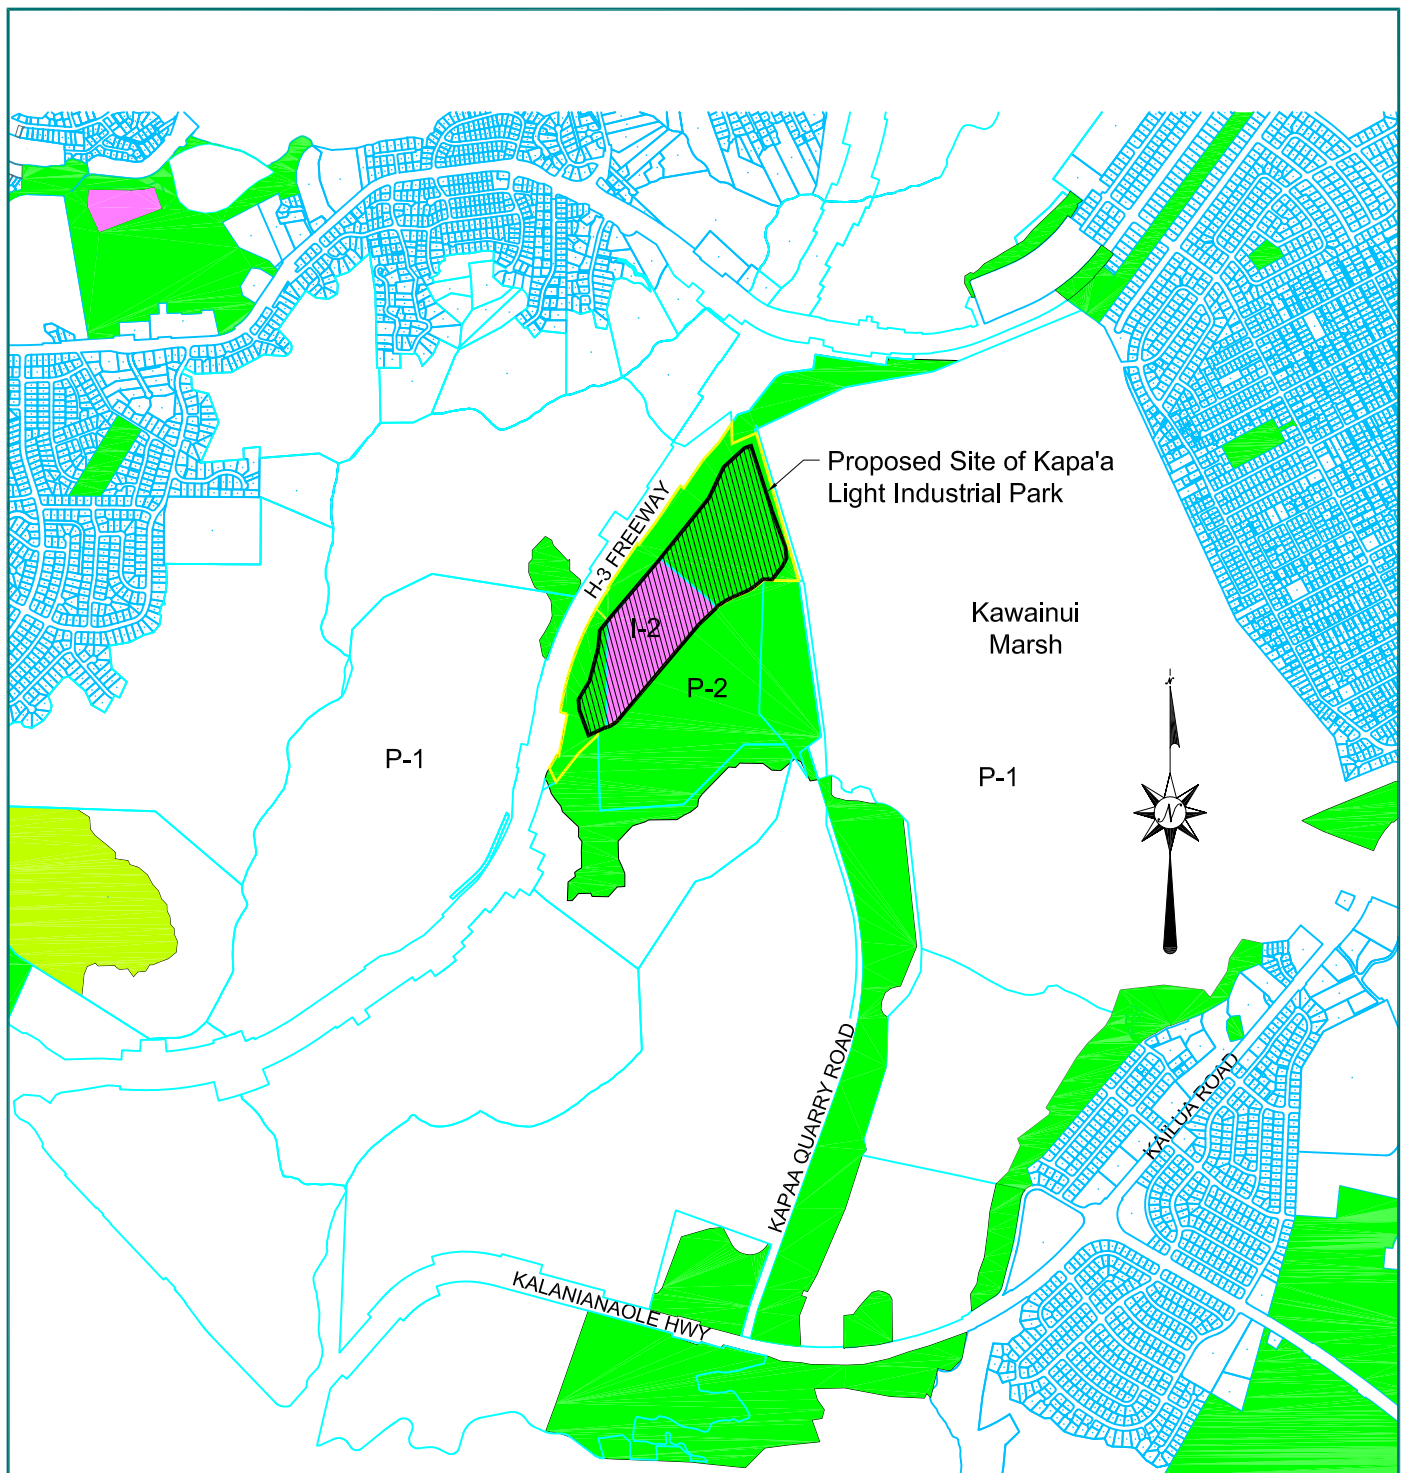 Proposed Site of Kapa'a
Light Industrial Park
H-3 FREEWAY
Kawainui
Marsh
I-2
P-2
P-1
P-1
N
KAPAA QUARRY ROAD
KAILUA ROAD
KALANIANAOLE HWY